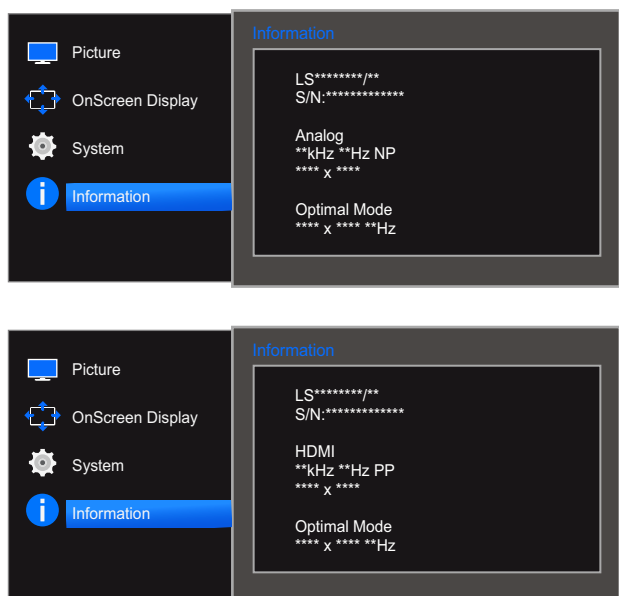 Information
Picture
OnScreen Display
System
Information
LS********/**
S/N:*************
Analog
**kHz **Hz NP
**** x ****
Optimal Mode
**** x **** **Hz
Information
Picture
OnScreen Display
System
Information
LS********/**
S/N:*************
HDMI
**kHz **Hz PP
**** x ****
Optimal Mode
**** x **** **Hz